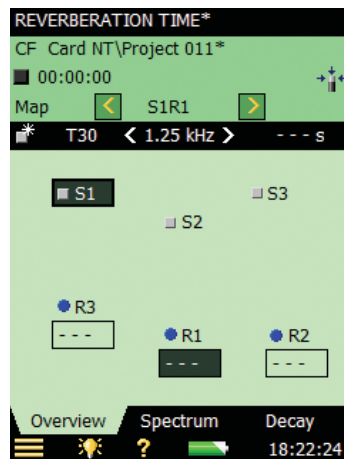 REVERBERATION TIME*
CF Card NT\Project 011*
00:00:00
Map < S1R1 >
T30 < 1.25 kHz > - - - s
S1 S3
S2
R3
- - -
R1 R2
- - - - - -
Overview Spectrum Decay
? 18:22:24